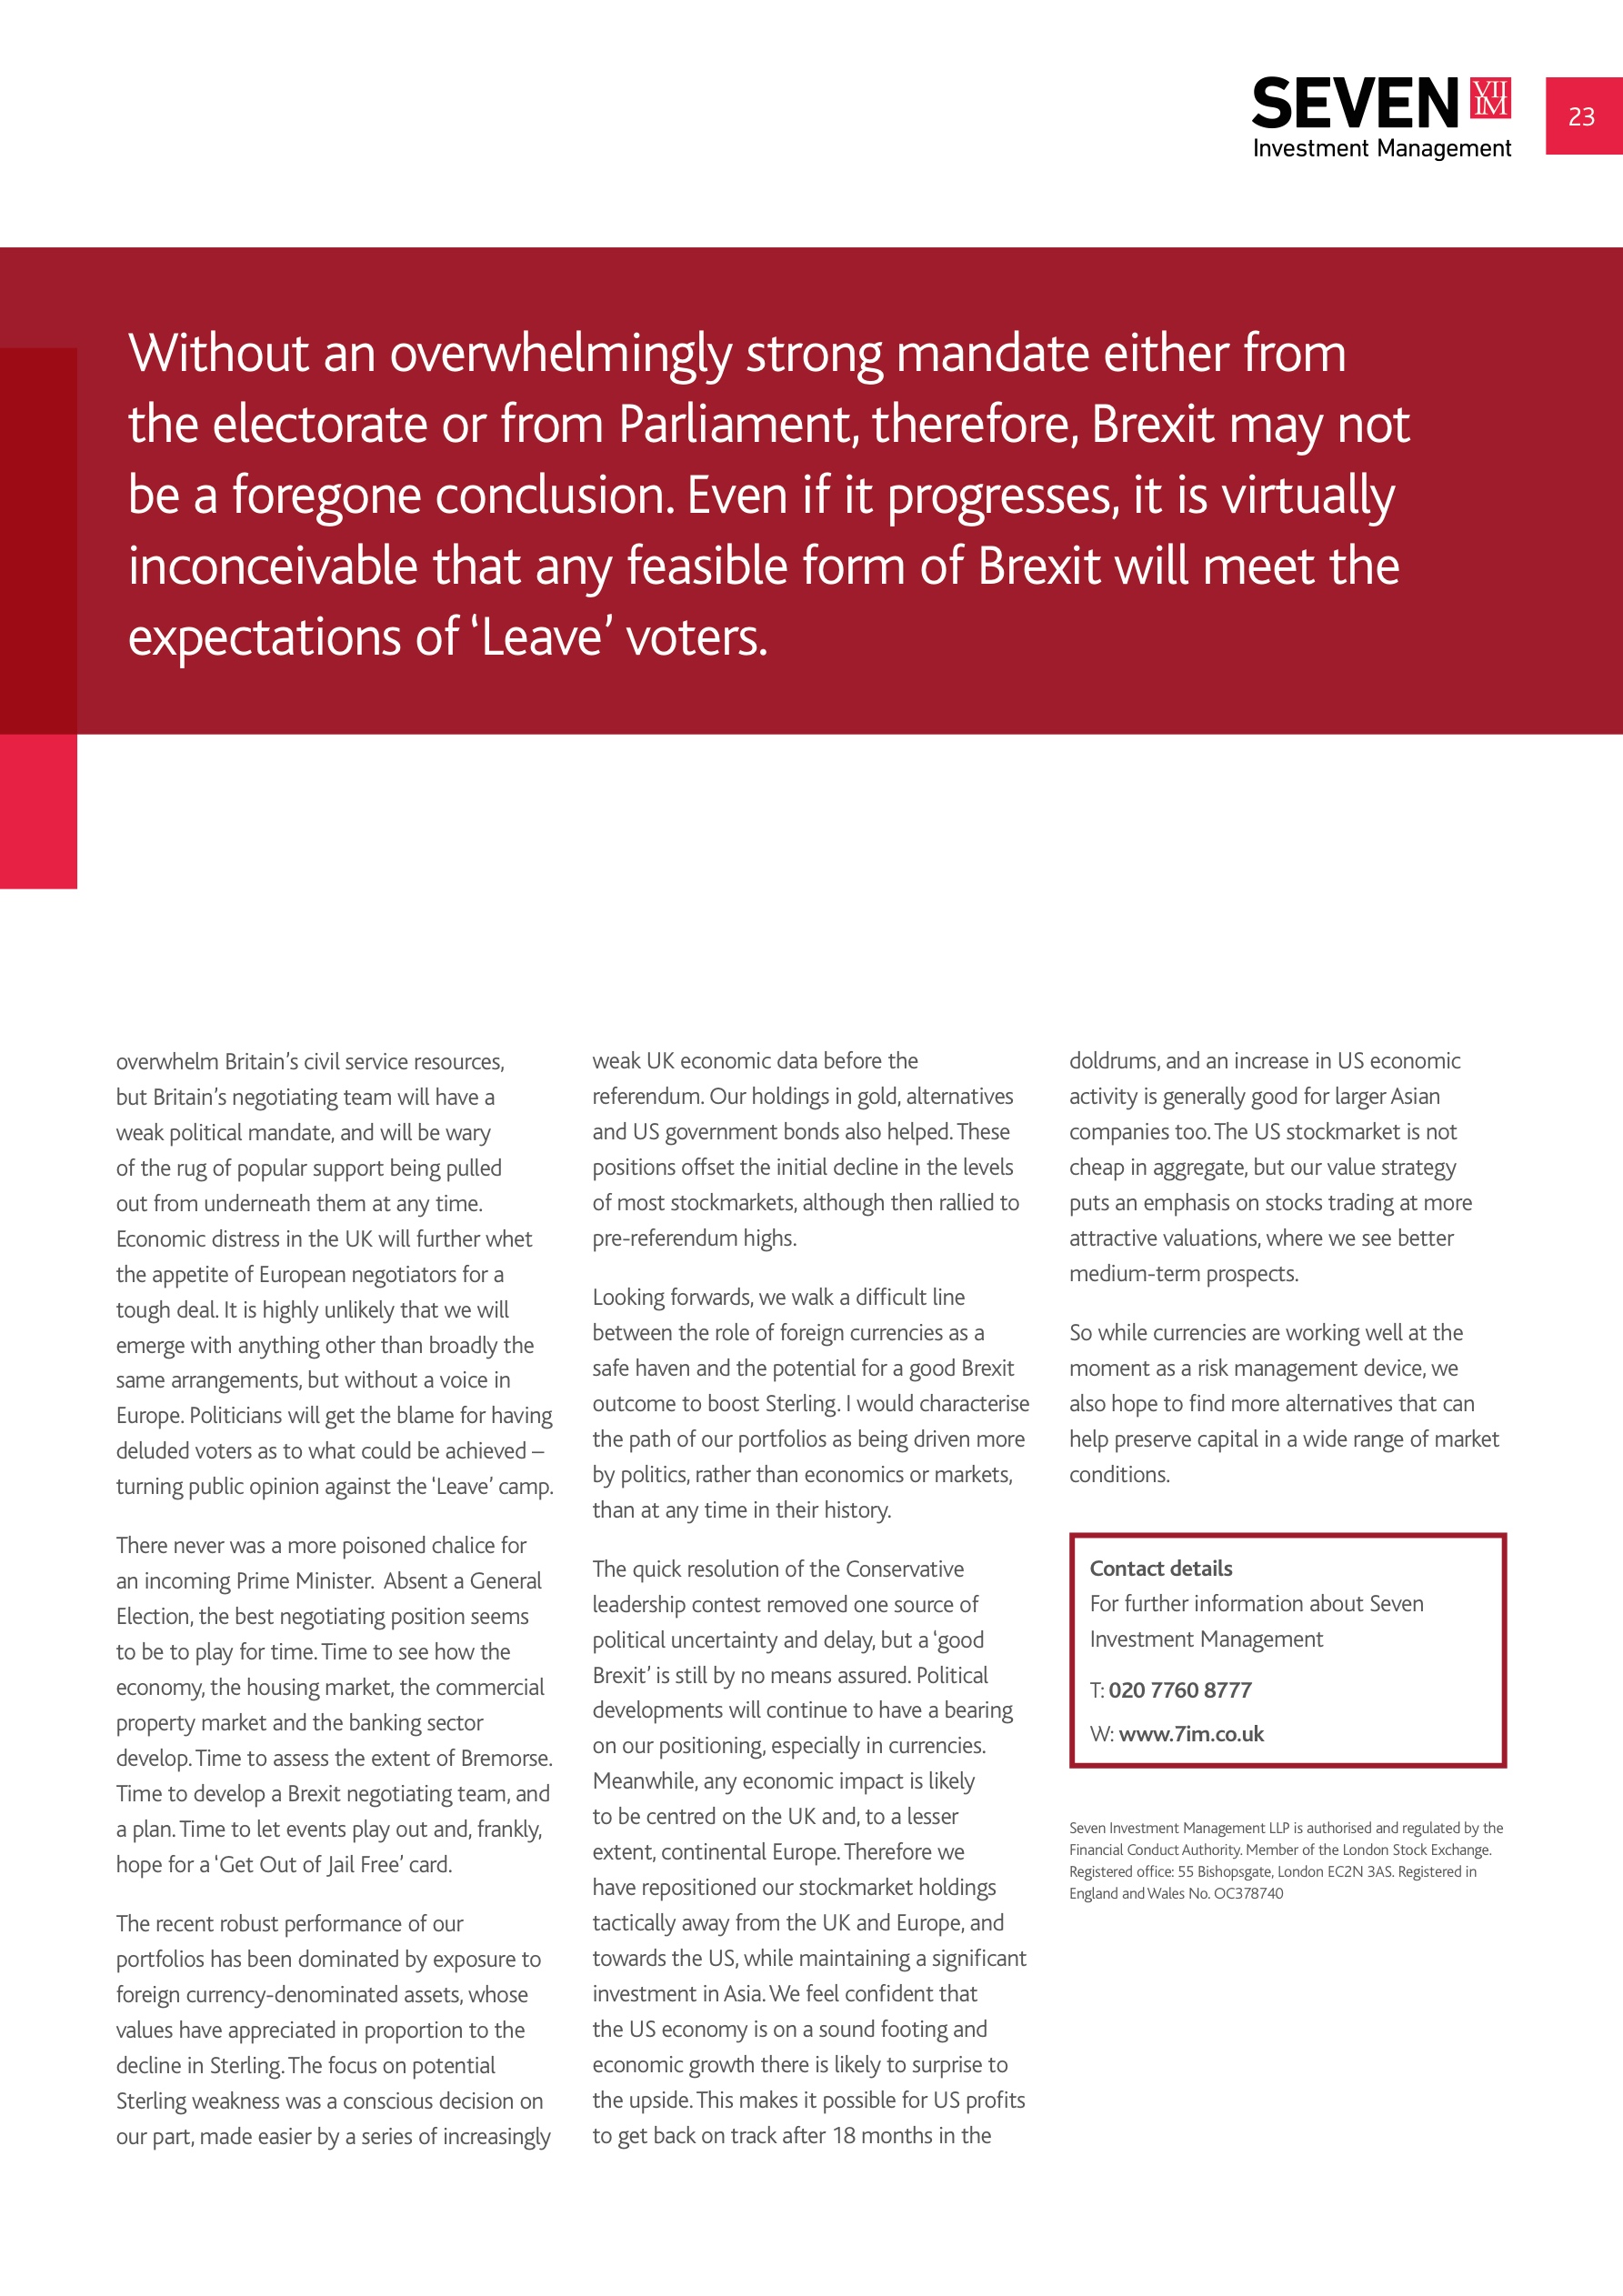 SEVEN VII IM
Investment Management
23
Without an overwhelmingly strong mandate either from
the electorate or from Parliament, therefore, Brexit may not
be a foregone conclusion. Even if it progresses, it is virtually
inconceivable that any feasible form of Brexit will meet the
expectations of ‘Leave’ voters.
overwhelm Britain’s civil service resources,
but Britain’s negotiating team will have a
weak political mandate, and will be wary
of the rug of popular support being pulled
out from underneath them at any time.
Economic distress in the UK will further whet
the appetite of European negotiators for a
tough deal. It is highly unlikely that we will
emerge with anything other than broadly the
same arrangements, but without a voice in
Europe. Politicians will get the blame for having
deluded voters as to what could be achieved –
turning public opinion against the ‘Leave’ camp.
There never was a more poisoned chalice for
an incoming Prime Minister. Absent a General
Election, the best negotiating position seems
to be to play for time. Time to see how the
economy, the housing market, the commercial
property market and the banking sector
develop. Time to assess the extent of Bremorse.
Time to develop a Brexit negotiating team, and
a plan. Time to let events play out and, frankly,
hope for a ‘Get Out of Jail Free’ card.
The recent robust performance of our
portfolios has been dominated by exposure to
foreign currency-denominated assets, whose
values have appreciated in proportion to the
decline in Sterling. The focus on potential
Sterling weakness was a conscious decision on
our part, made easier by a series of increasingly
weak UK economic data before the
referendum. Our holdings in gold, alternatives
and US government bonds also helped. These
positions offset the initial decline in the levels
of most stockmarkets, although then rallied to
pre-referendum highs.
Looking forwards, we walk a difficult line
between the role of foreign currencies as a
safe haven and the potential for a good Brexit
outcome to boost Sterling. I would characterise
the path of our portfolios as being driven more
by politics, rather than economics or markets,
than at any time in their history.
The quick resolution of the Conservative
leadership contest removed one source of
political uncertainty and delay, but a ‘good
Brexit’ is still by no means assured. Political
developments will continue to have a bearing
on our positioning, especially in currencies.
Meanwhile, any economic impact is likely
to be centred on the UK and, to a lesser
extent, continental Europe. Therefore we
have repositioned our stockmarket holdings
tactically away from the UK and Europe, and
towards the US, while maintaining a significant
investment in Asia. We feel confident that
the US economy is on a sound footing and
economic growth there is likely to surprise to
the upside. This makes it possible for US profits
to get back on track after 18 months in the
doldrums, and an increase in US economic
activity is generally good for larger Asian
companies too. The US stockmarket is not
cheap in aggregate, but our value strategy
puts an emphasis on stocks trading at more
attractive valuations, where we see better
medium-term prospects.
So while currencies are working well at the
moment as a risk management device, we
also hope to find more alternatives that can
help preserve capital in a wide range of market
conditions.
Contact details
For further information about Seven
Investment Management
T: 020 7760 8777
W: www.7im.co.uk
Seven Investment Management LLP is authorised and regulated by the
Financial Conduct Authority. Member of the London Stock Exchange.
Registered office: 55 Bishopsgate, London EC2N 3AS. Registered in
England and Wales No. OC378740